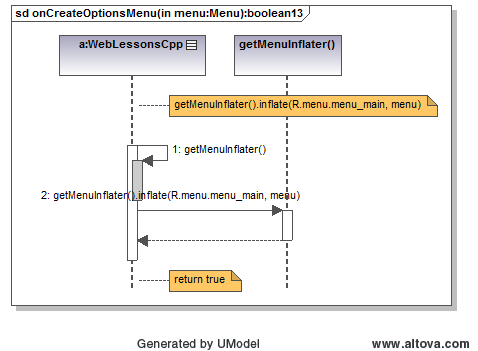 sd onCreateOptionsMenu(in menu:Menu):boolean13
a:WebLessonsCpp
getMenuInflater()
getMenuInflater().inflate(R.menu.menu_main, menu)
1: getMenuInflater()
2: getMenuInflater().inflate(R.menu.menu_main, menu)
return true
Generated by UModel
www.altova.com